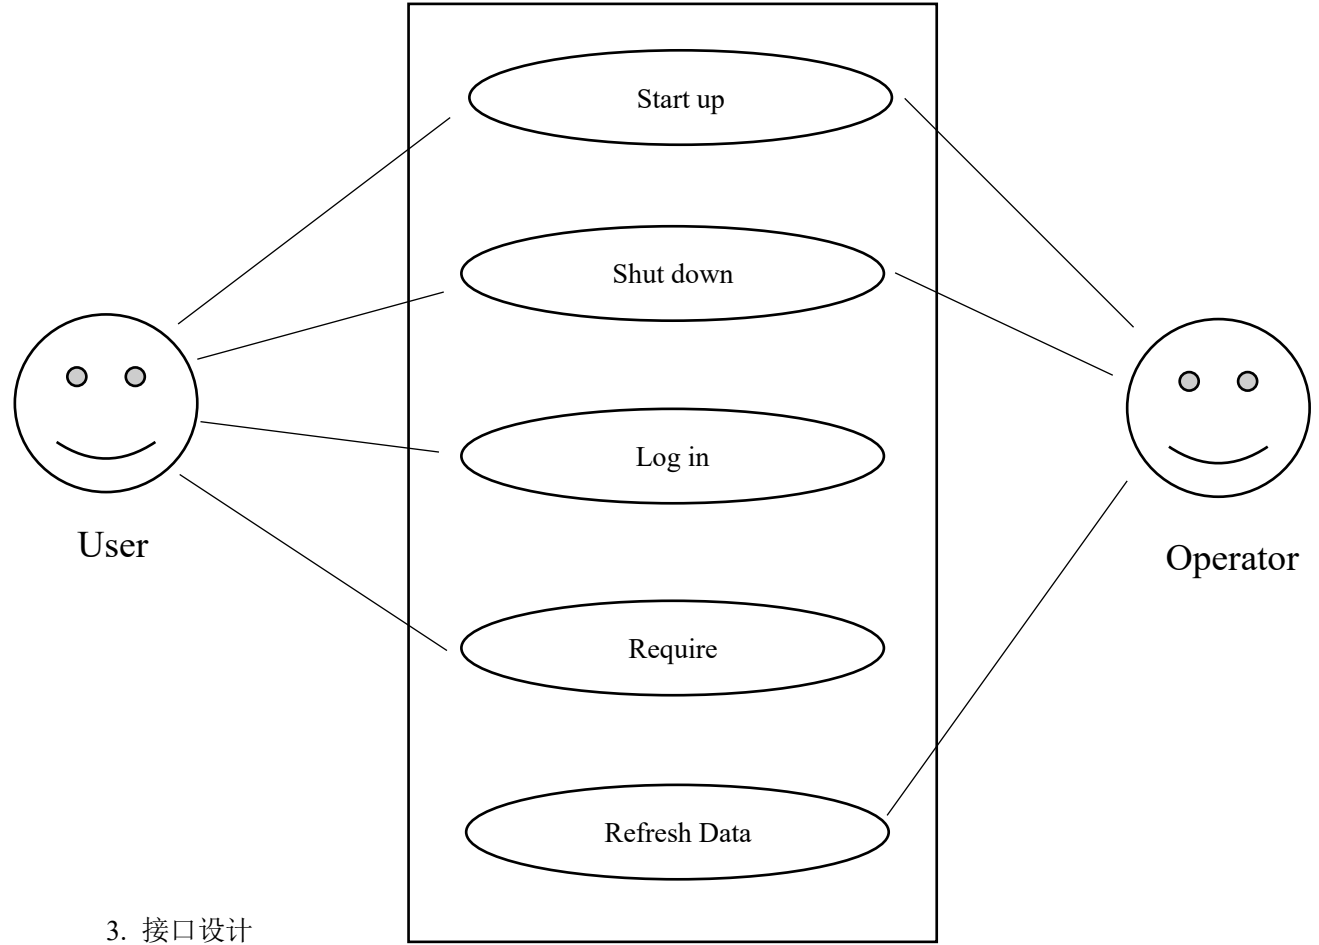 Start up
Shut down
Log in
User
Operator
Require
Refresh Data
3. 接口设计